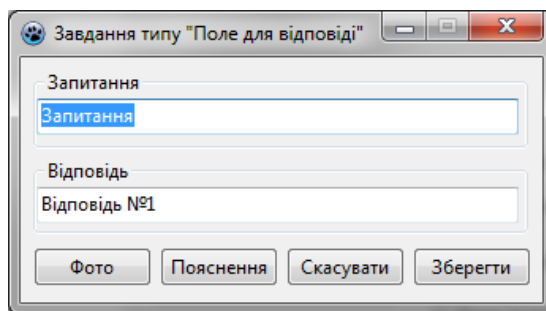 Завдання типу "Поле для відповіді"
Запитання
Запитання
Відповідь
Відповідь №1
Фото Пояснення Скасувати Зберегти